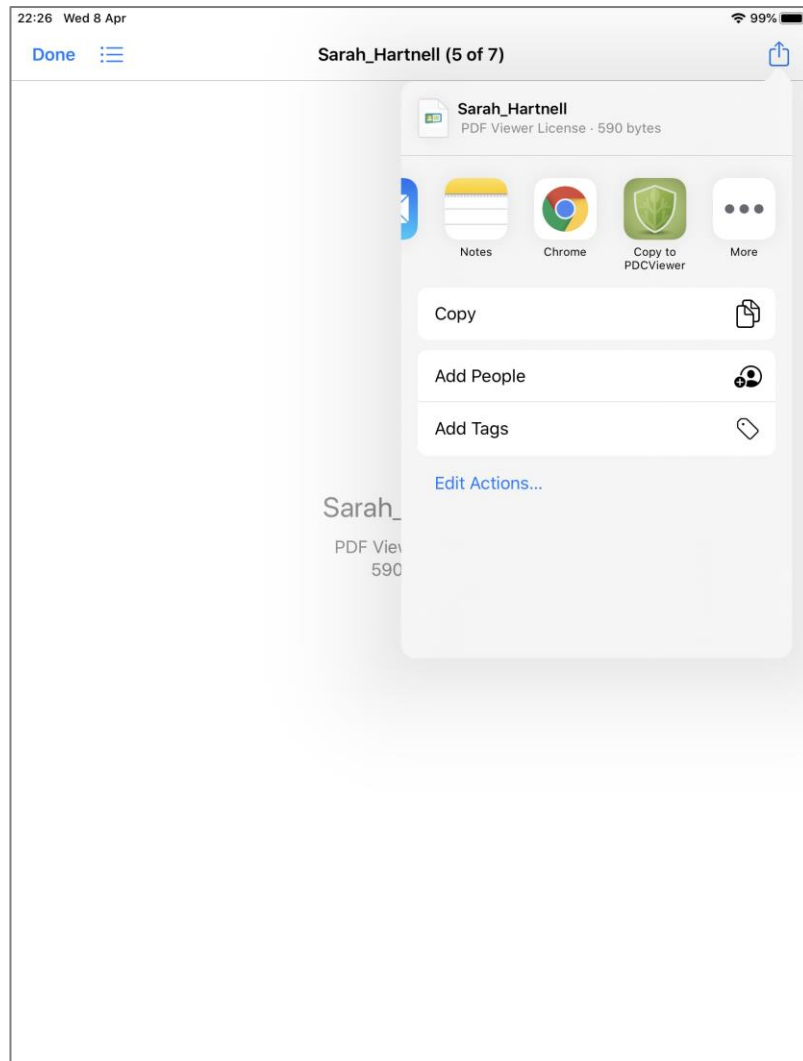 22:26 Wed 8 Apr
99%
Done
Sarah_Hartnell (5 of 7)
Sarah_Hartnell
PDF Viewer License · 590 bytes
Notes
Chrome
Copy to
PDCViewer
More
Copy
Add People
Add Tags
Edit Actions...
Sarah_
PDF View
590